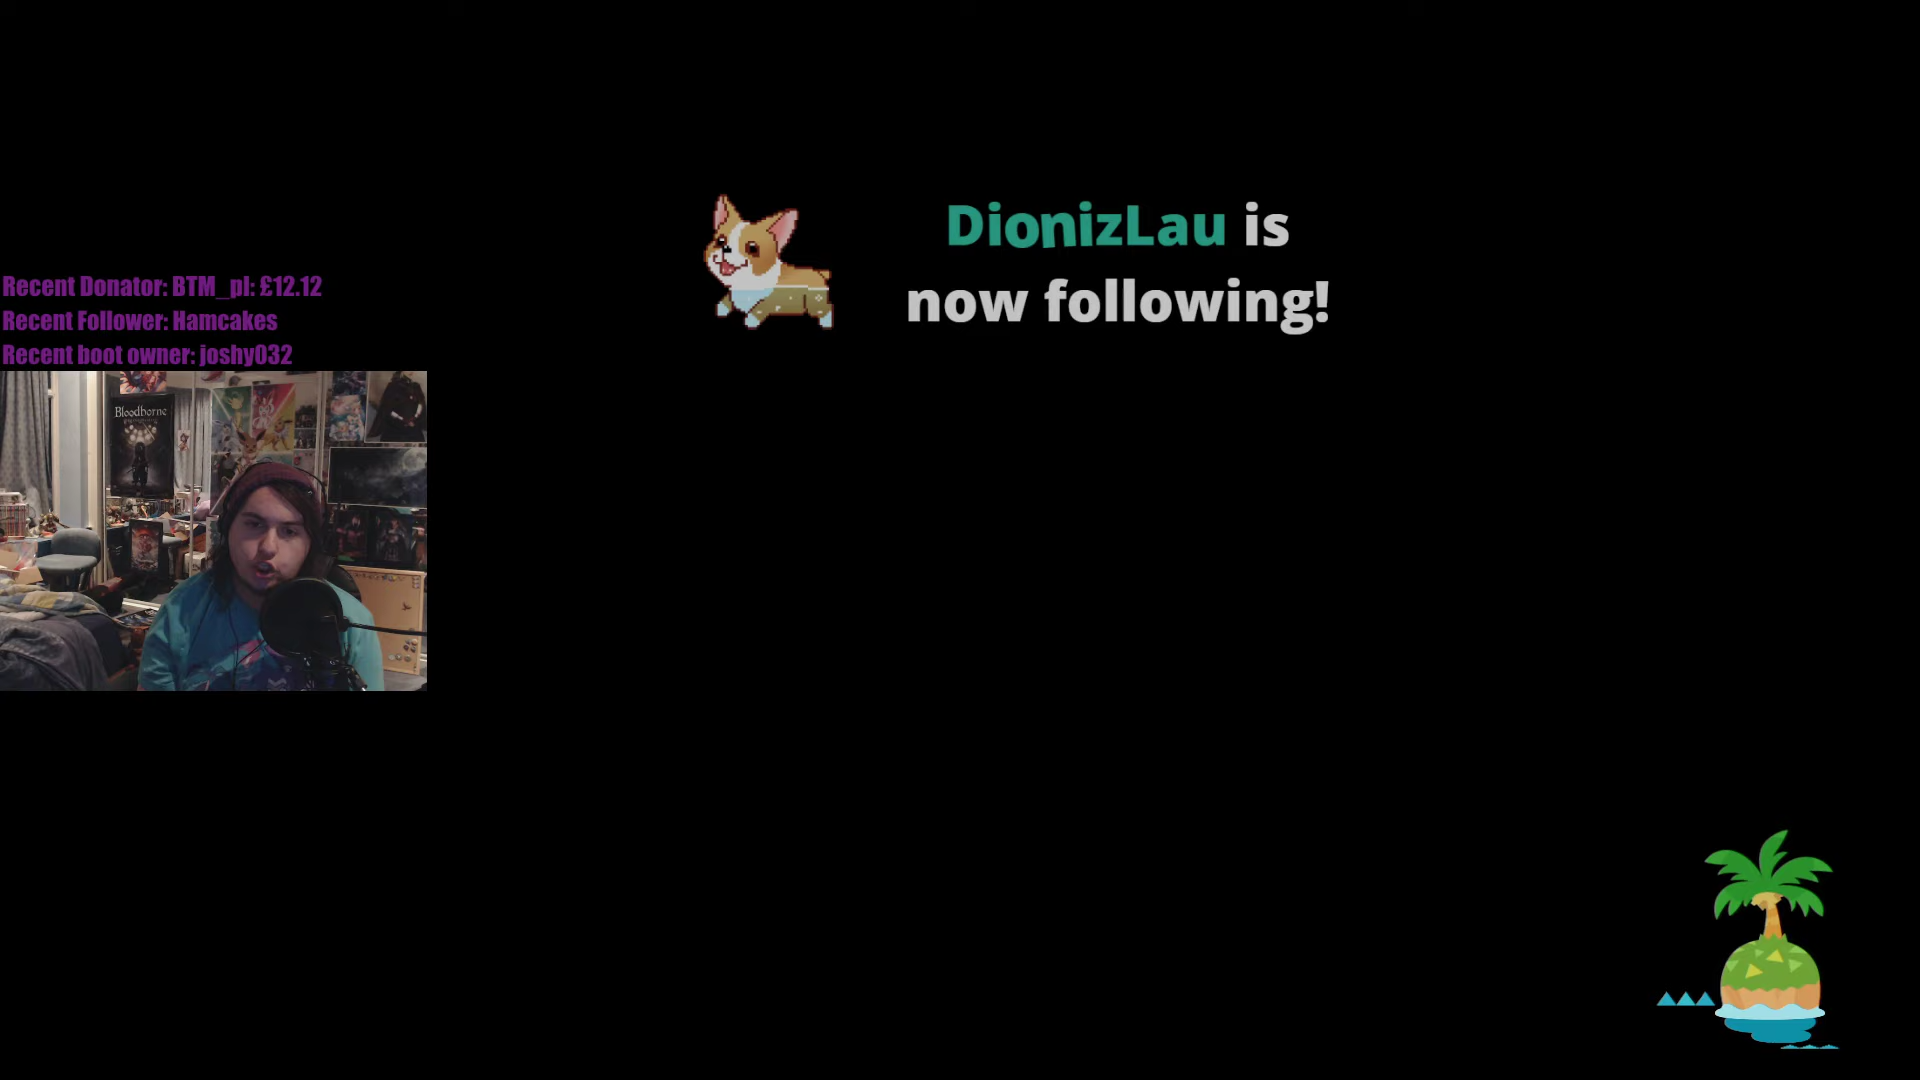 DionizLau is
now following!
Recent Donator: BTM_pl: £12.12
Recent Follower: Hamcakes
Recent boot owner: joshy032
Bloodborne